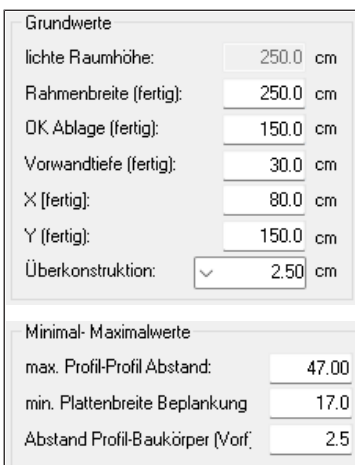 Grundwerte
lichte Raumhöhe: 250.0 cm
Rahmenbreite (fertig): 250.0 cm
OK Ablage (fertig): 150.0 cm
Vorwandtiefe (fertig): 30.0 cm
X [fertig]: 80.0 cm
Y (fertig): 150.0 cm
Überkonstruktion: 2.50 cm
Minimal- Maximalwerte
max. Profil-Profil Abstand: 47.00
min. Plattenbreite Beplankung 17.0
Abstand Profil-Baukörper (Vorf 2.5